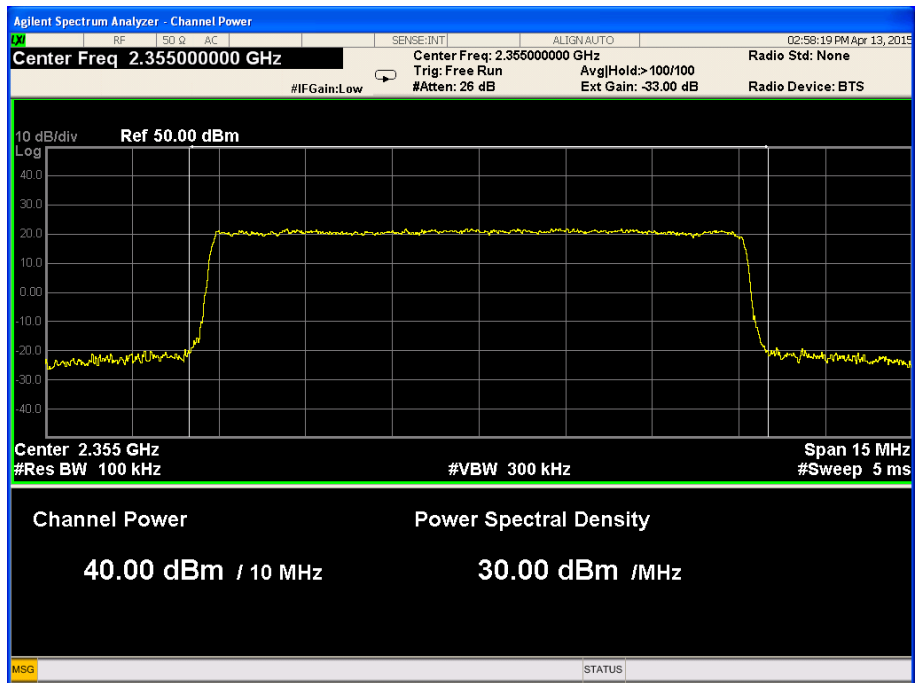 Agilent Spectrum Analyzer - Channel Power
LXI RF 50 Ω AC SENSE:INT ALIGN AUTO 02:58:19 PM Apr 13, 2015
Center Freq 2.355000000 GHz
Center Freq: 2.355000000 GHz
Radio Std: None
Trig: Free Run
Avg|Hold:>100/100
#IFGain:Low
#Atten: 26 dB
Ext Gain: -33.00 dB
Radio Device: BTS
10 dB/div Ref 50.00 dBm
Log
40.0
30.0
20.0
10.0
0.00
-10.0
-20.0
-30.0
-40.0
Center 2.355 GHz Span 15 MHz
#Res BW 100 kHz #VBW 300 kHz #Sweep 5 ms
Channel Power Power Spectral Density
40.00 dBm / 10 MHz 30.00 dBm /MHz
MSG STATUS